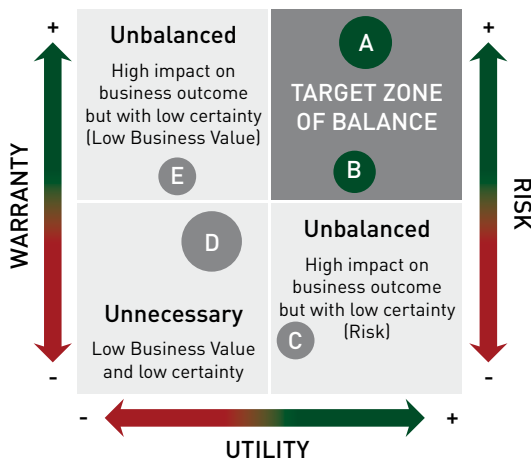 +
Unbalanced
High impact on
business outcome
but with low certainty
(Low Business Value)
E
A
TARGET ZONE
OF BALANCE
B
+
WARRANTY
RISK
D
Unnecessary
Low Business Value
and low certainty
Unbalanced
High impact on
business outcome
but with low certainty
(Risk)
C
-
-
-
+
UTILITY